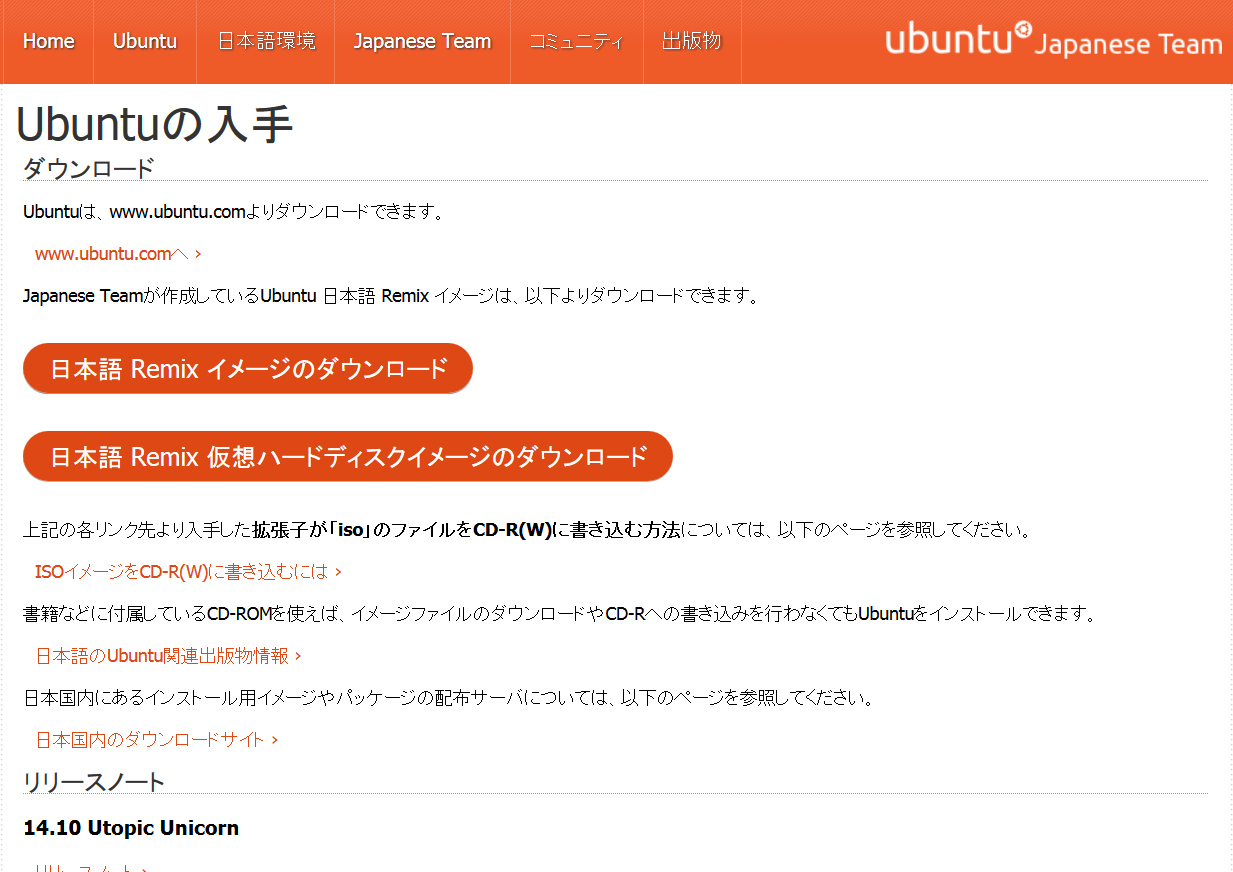 Home Ubuntu 日本語環境 Japanese Team コミュニティ 出版物 ubuntu Japanese Team
Ubuntuの入手
ダウンロード
Ubuntuは、www.ubuntu.comよりダウンロードできます。
www.ubuntu.comへ ›
Japanese Teamが作成しているUbuntu 日本語 Remix イメージは、以下よりダウンロードできます。
日本語 Remix イメージのダウンロード
日本語 Remix 仮想ハードディスクイメージのダウンロード
上記の各リンク先より入手した拡張子が「iso」のファイルをCD-R(W)に書き込む方法については、以下のページを参照してください。
ISOイメージをCD-R(W)に書き込むには ›
書籍などに付属しているCD-ROMを使えば、イメージファイルのダウンロードやCD-Rへの書き込みを行わなくてもUbuntuをインストールできます。
日本語のUbuntu関連出版物情報 ›
日本国内にあるインストール用イメージやパッケージの配布サーバについては、以下のページを参照してください。
日本国内のダウンロードサイト ›
リリースノート
14.10 Utopic Unicorn
リリースノート ›